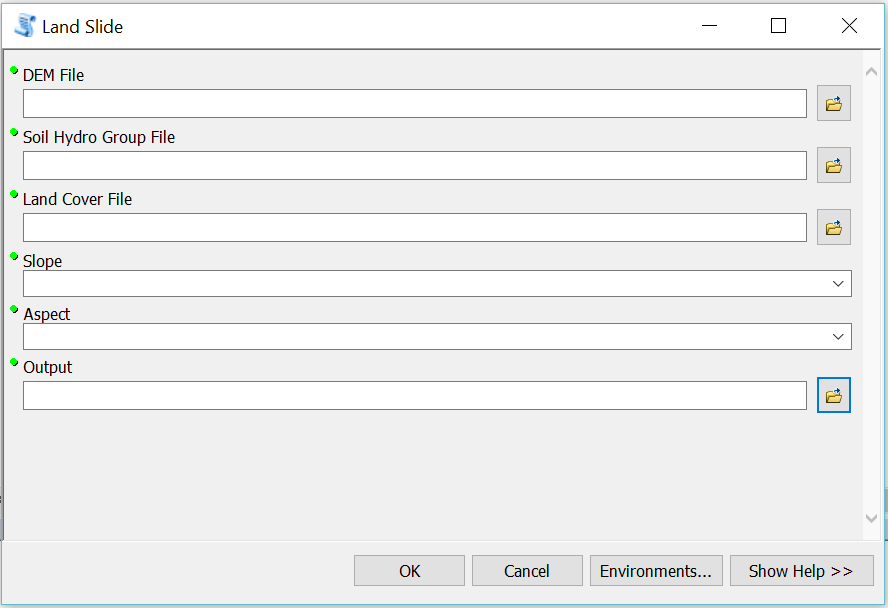 Land Slide
DEM File
Soil Hydro Group File
Land Cover File
Slope
Aspect
Output
OK Cancel Environments... Show Help >>